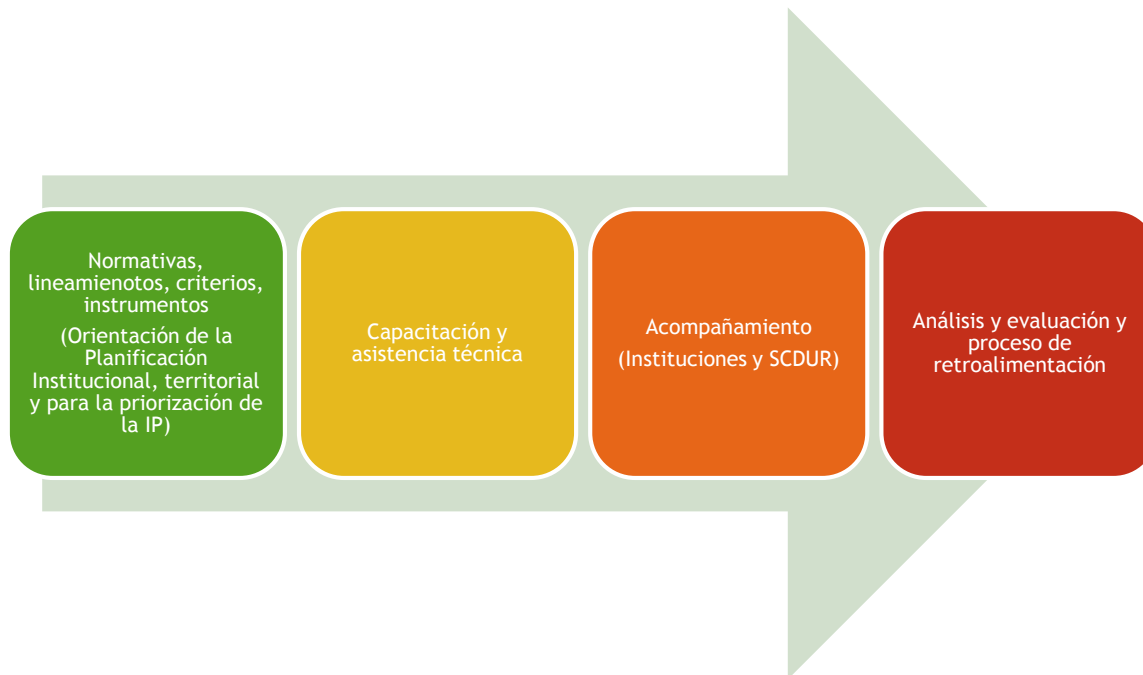 Normativas,
lineamienotos, criterios,
instrumentos
(Orientación de la
Planificación
Institucional, territorial
y para la priorización de
la IP)
Capacitación y
asistencia técnica
Acompañamiento
(Instituciones y SCDUR)
Análisis y evaluación y
proceso de
retroalimentación